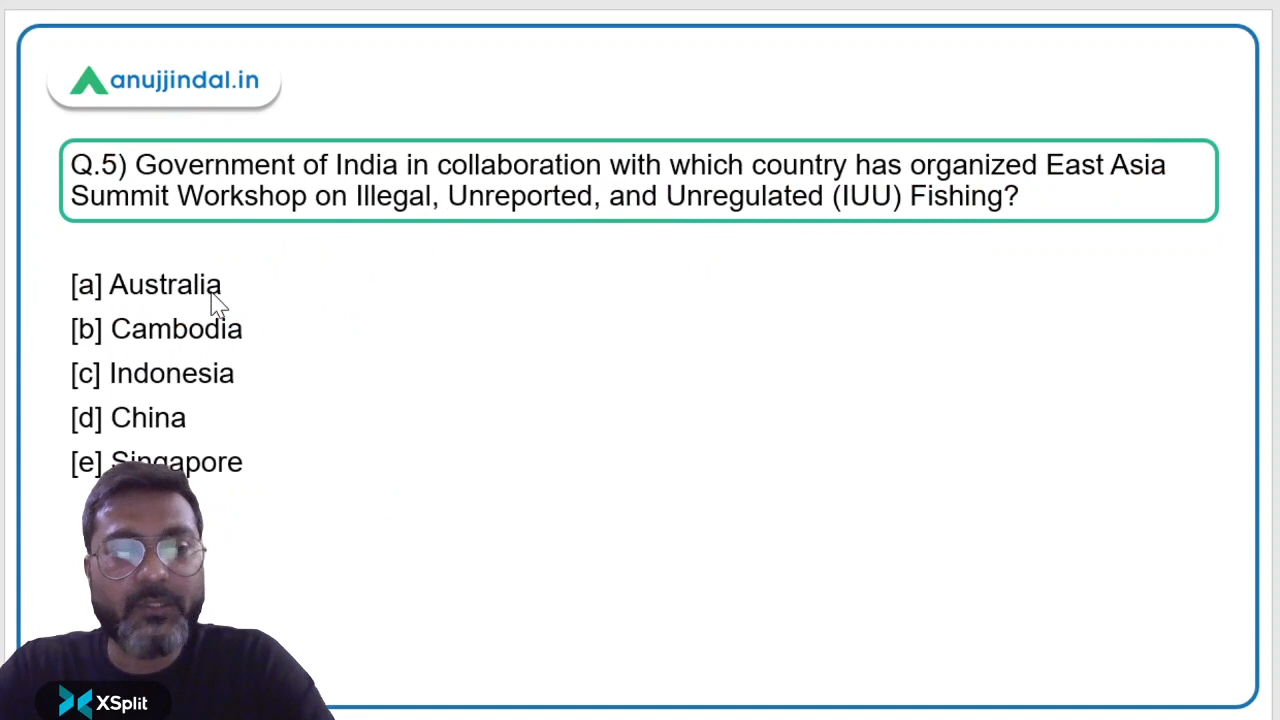 anujjindal.in
Q.5) Government of India in collaboration with which country has organized East Asia
Summit Workshop on Illegal, Unreported, and Unregulated (IUU) Fishing?
[a] Australia
[b] Cambodia
[c] Indonesia
[d] China
[e] Singapore
XSplit